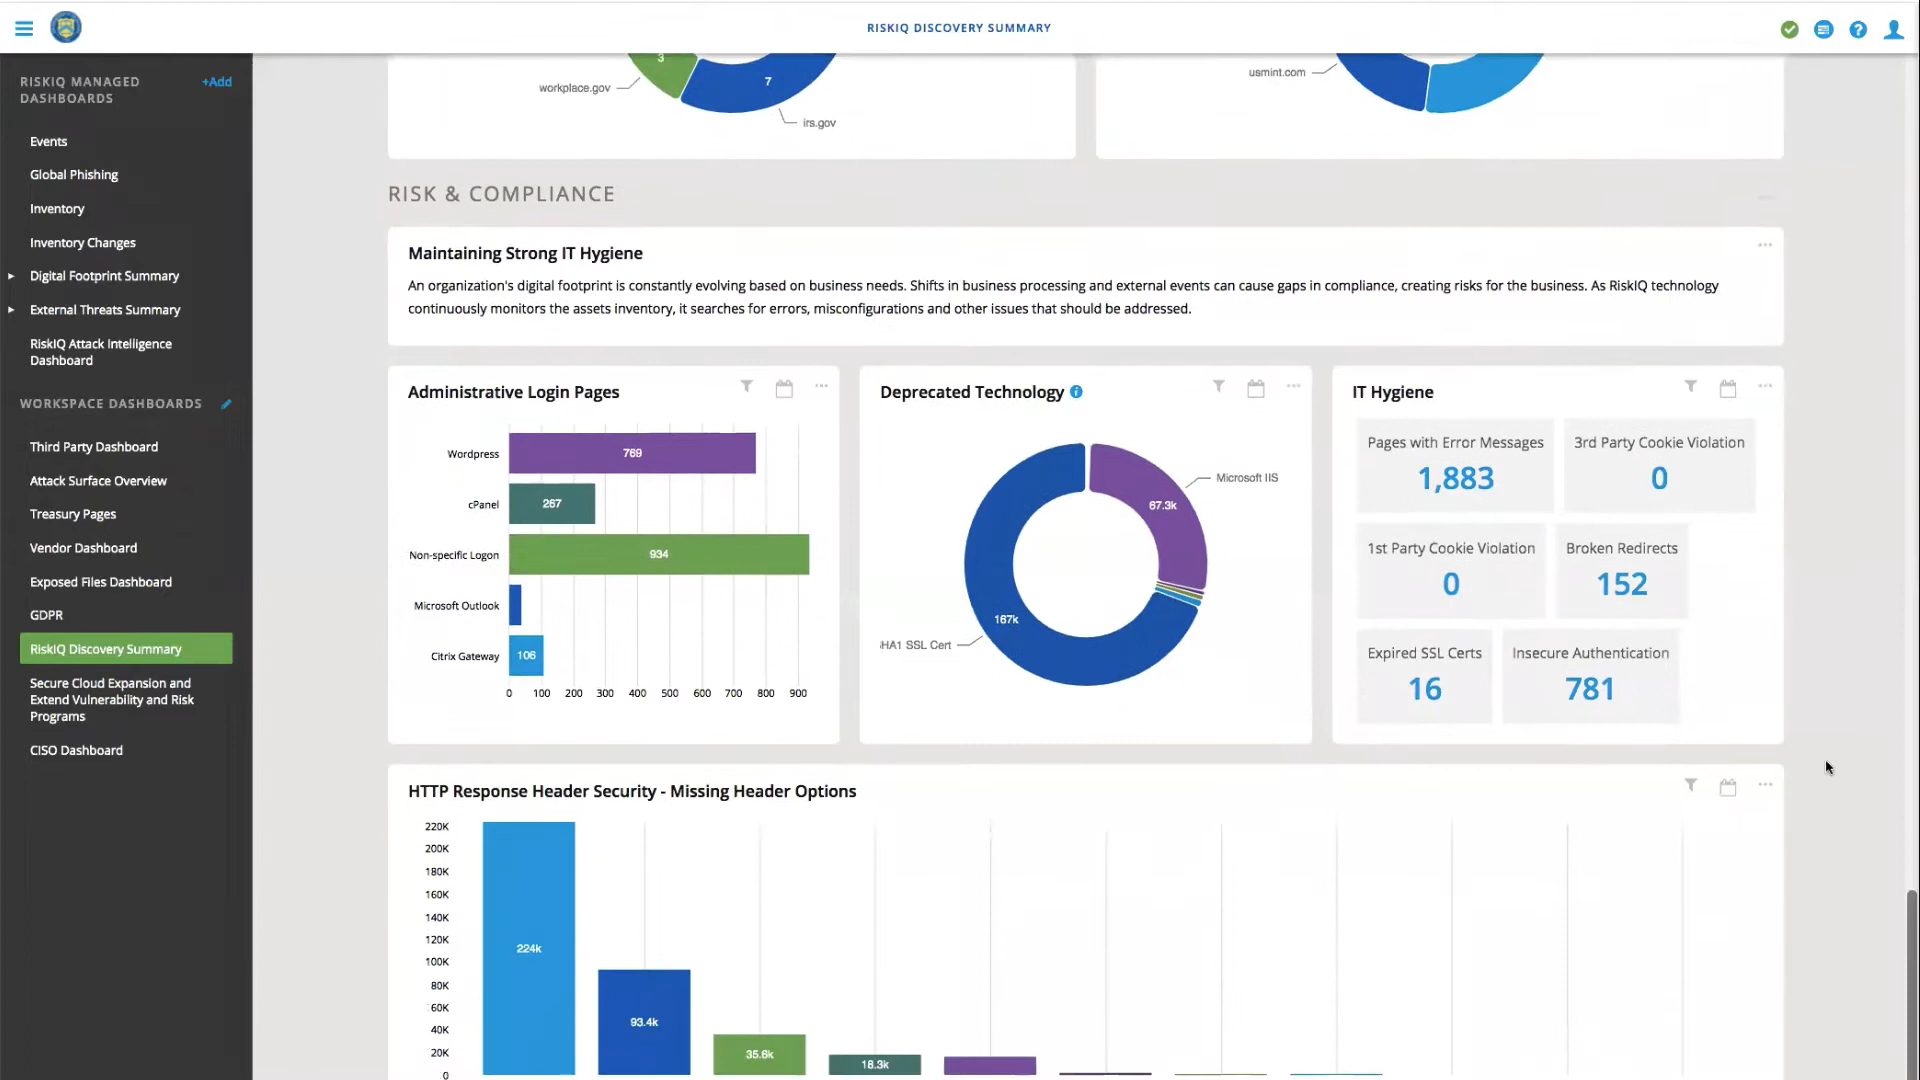 RISKIQ DISCOVERY SUMMARY
RISKIQ MANAGED
DASHBOARDS
+Add
Events
Global Phishing
Inventory
Inventory Changes
Digital Footprint Summary
External Threats Summary
RiskIQ Attack Intelligence
Dashboard
WORKSPACE DASHBOARDS
Third Party Dashboard
Attack Surface Overview
Treasury Pages
Vendor Dashboard
Exposed Files Dashboard
GDPR
RiskIQ Discovery Summary
Secure Cloud Expansion and
Extend Vulnerability and Risk
Programs
CISO Dashboard
3
7
workplace.gov
irs.gov
usmint.com
RISK & COMPLIANCE
Maintaining Strong IT Hygiene
An organization's digital footprint is constantly evolving based on business needs. Shifts in business processing and external events can cause gaps in compliance, creating risks for the business. As RiskIQ technology
continuously monitors the assets inventory, it searches for errors, misconfigurations and other issues that should be addressed.
Administrative Login Pages
Wordpress 769
cPanel 267
Non-specific Logon 934
Microsoft Outlook
Citrix Gateway 106
0 100 200 300 400 500 600 700 800 900
Deprecated Technology
Microsoft IIS
67.3k
167k
HA1 SSL Cert
IT Hygiene
Pages with Error Messages
1,883
3rd Party Cookie Violation
0
1st Party Cookie Violation
0
Broken Redirects
152
Expired SSL Certs
16
Insecure Authentication
781
HTTP Response Header Security - Missing Header Options
220K
200K
180K
160K
140K
120K
100K
80K
60K
40K
20K
0
224k
93.4k
35.6k
18.3k